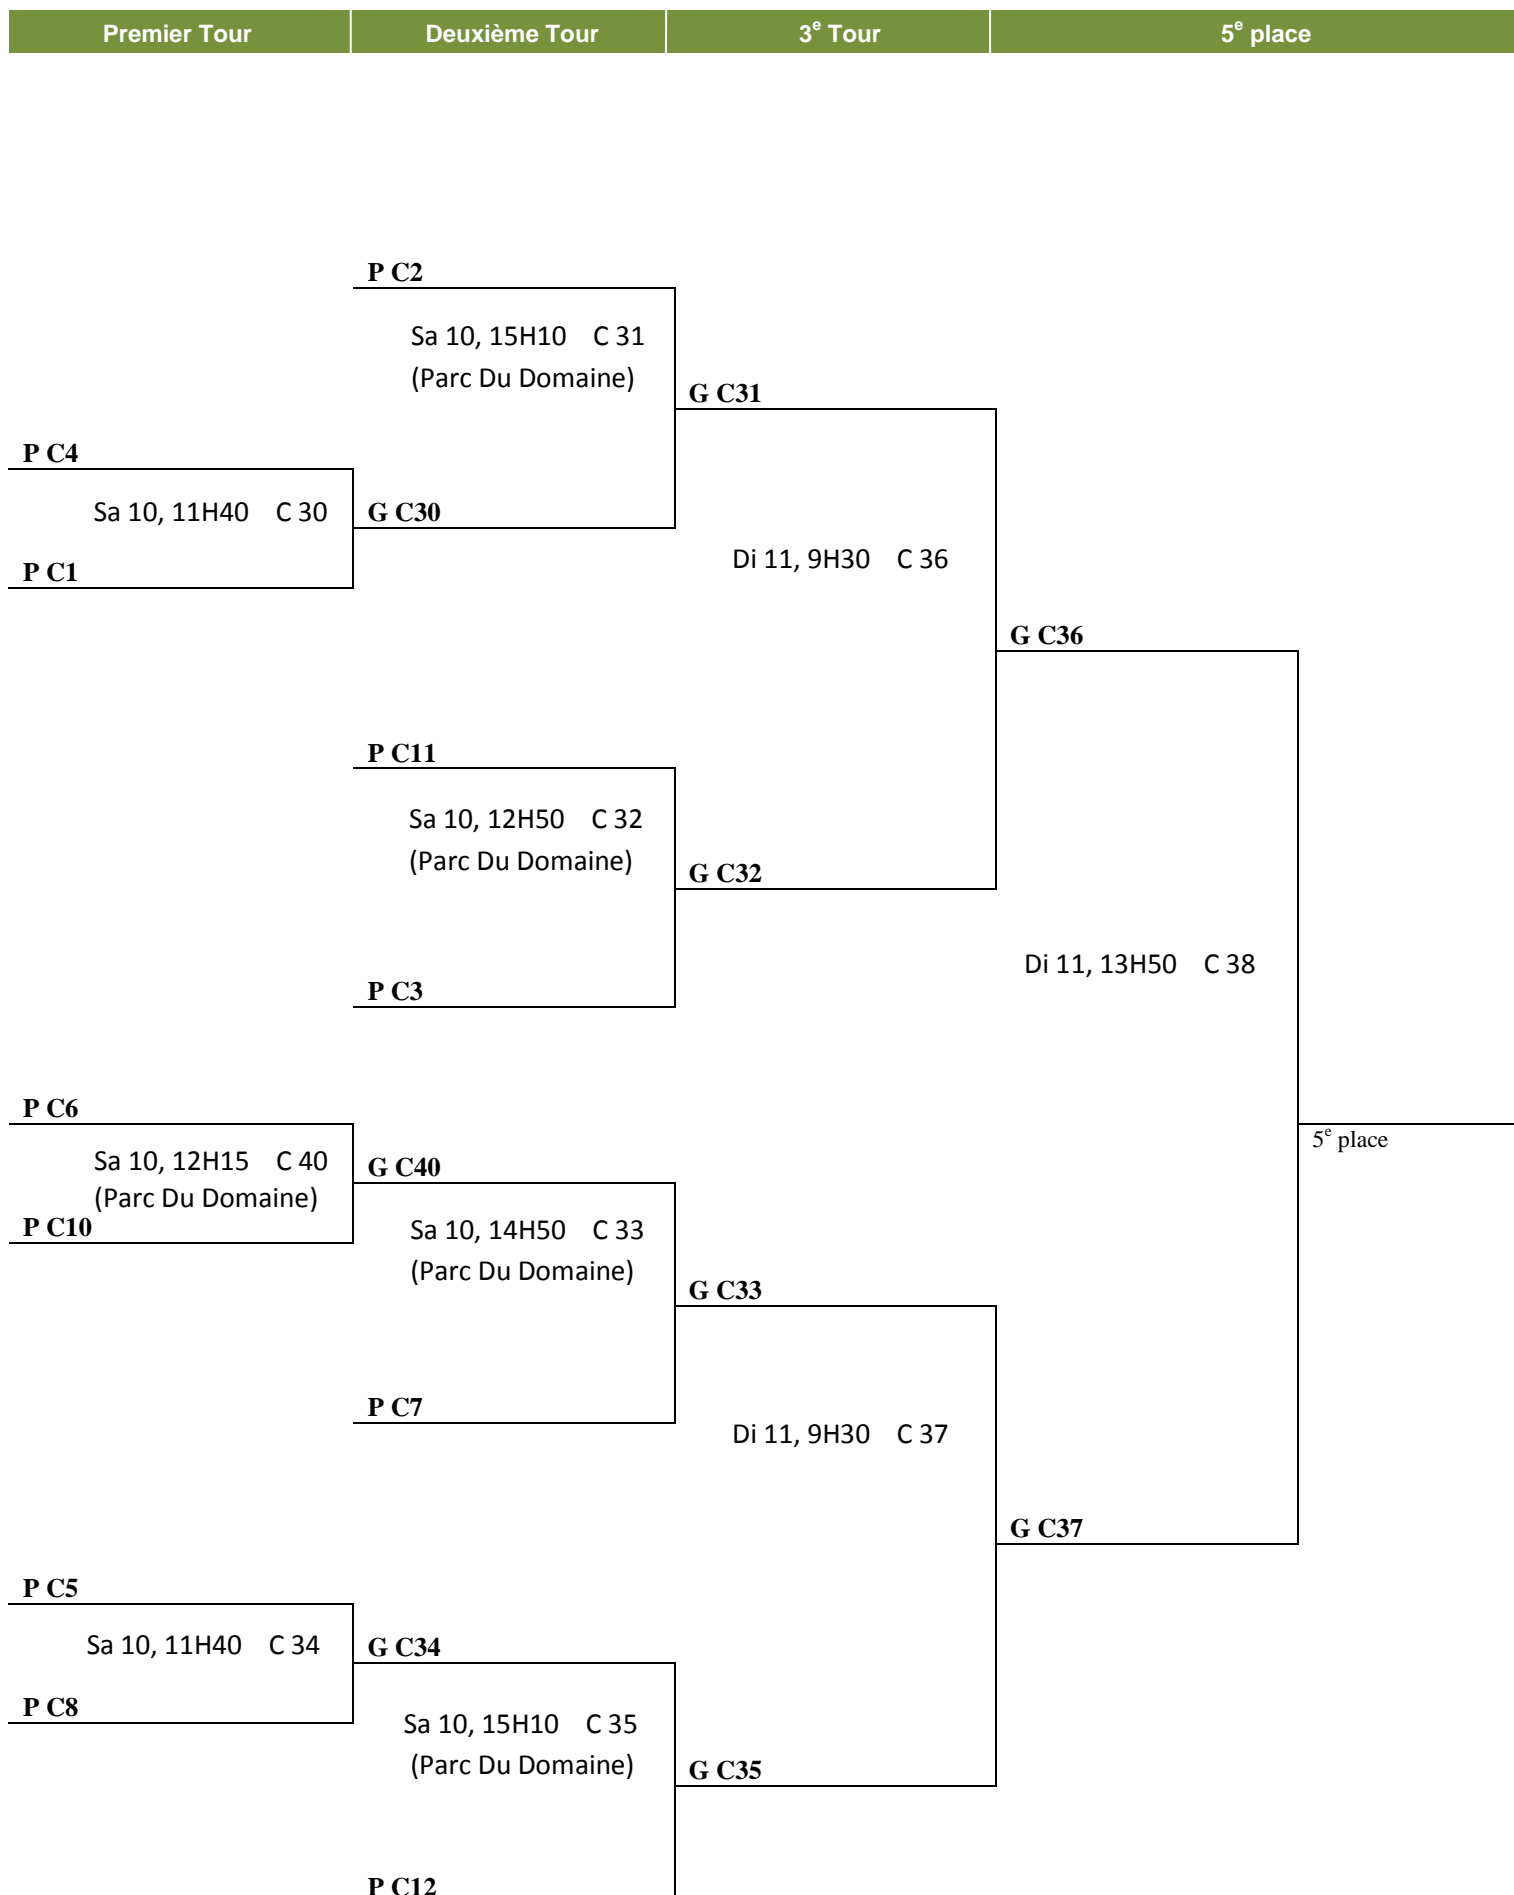 Premier Tour
Deuxième Tour
3e Tour
5e place
P C2
Sa 10, 15H10 C 31
(Parc Du Domaine)
G C31
P C4
Sa 10, 11H40 C 30
G C30
P C1
Di 11, 9H30 C 36
G C36
P C11
Sa 10, 12H50 C 32
(Parc Du Domaine)
G C32
P C3
Di 11, 13H50 C 38
P C6
Sa 10, 12H15 C 40
(Parc Du Domaine)
P C10
G C40
5e place
Sa 10, 14H50 C 33
(Parc Du Domaine)
G C33
P C7
Di 11, 9H30 C 37
G C37
P C5
Sa 10, 11H40 C 34
G C34
P C8
Sa 10, 15H10 C 35
(Parc Du Domaine)
G C35
P C12